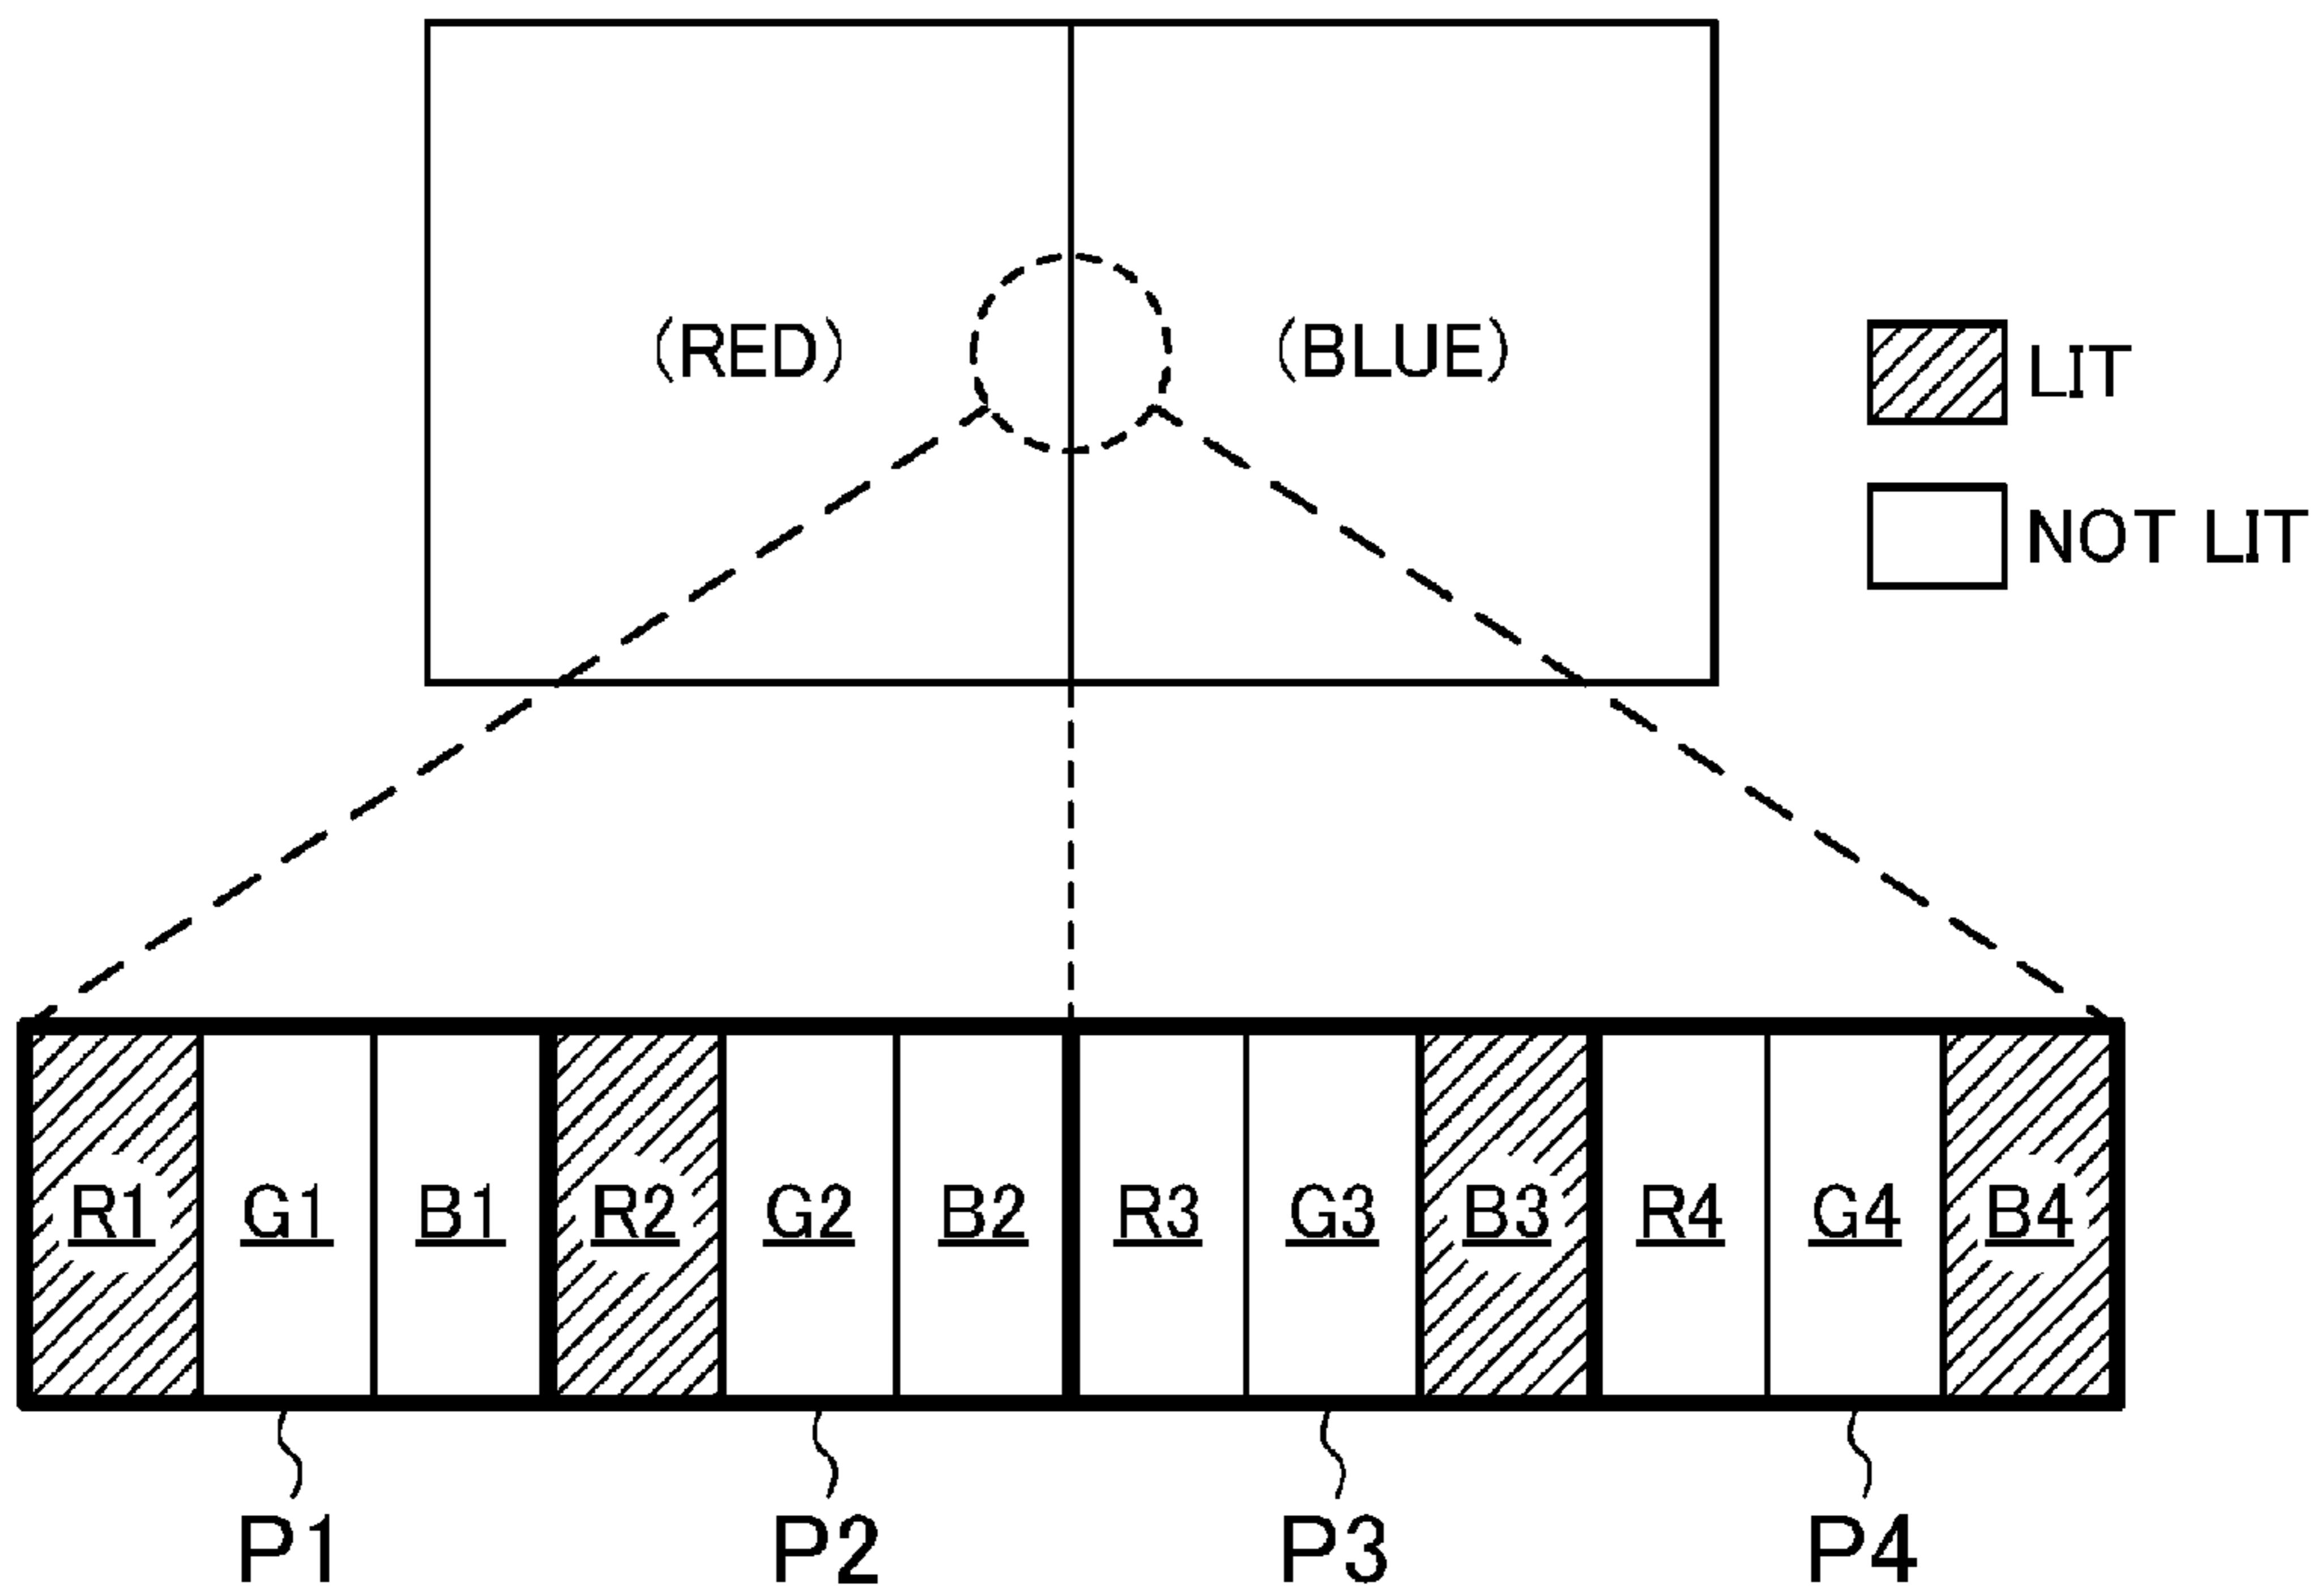 (RED)
(BLUE)
LIT
NOT LIT
R1 G1 B1 R2 G2 B2 R3 G3 B3 R4 G4 B4
P1 P2 P3 P4